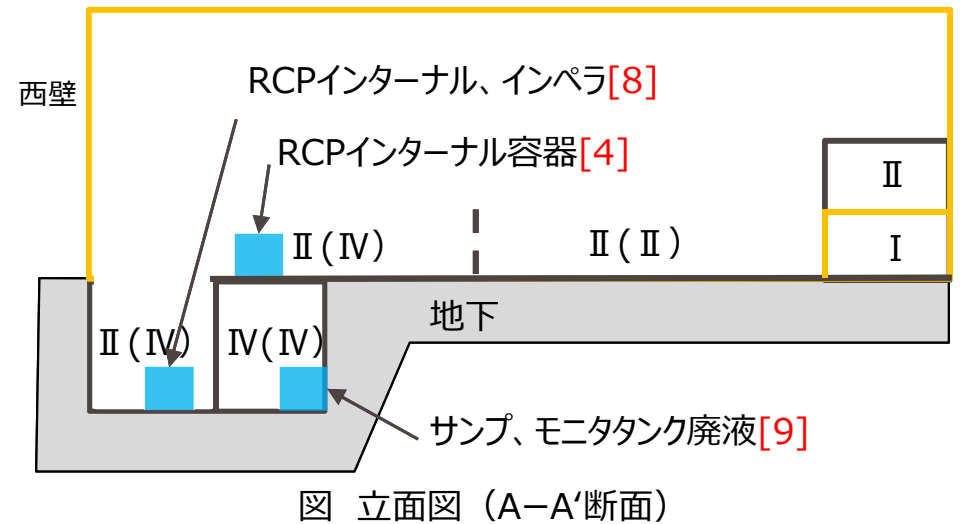 RCPインターナル、インペラ[8]
西壁
RCPインターナル容器[4]
Ⅱ
Ⅱ(Ⅳ)
Ⅱ(Ⅱ)
Ⅰ
地下
Ⅱ(Ⅳ)
Ⅳ(Ⅳ)
サンプ、モニタタンク廃液[9]
図 立面図（A−A‘断面）